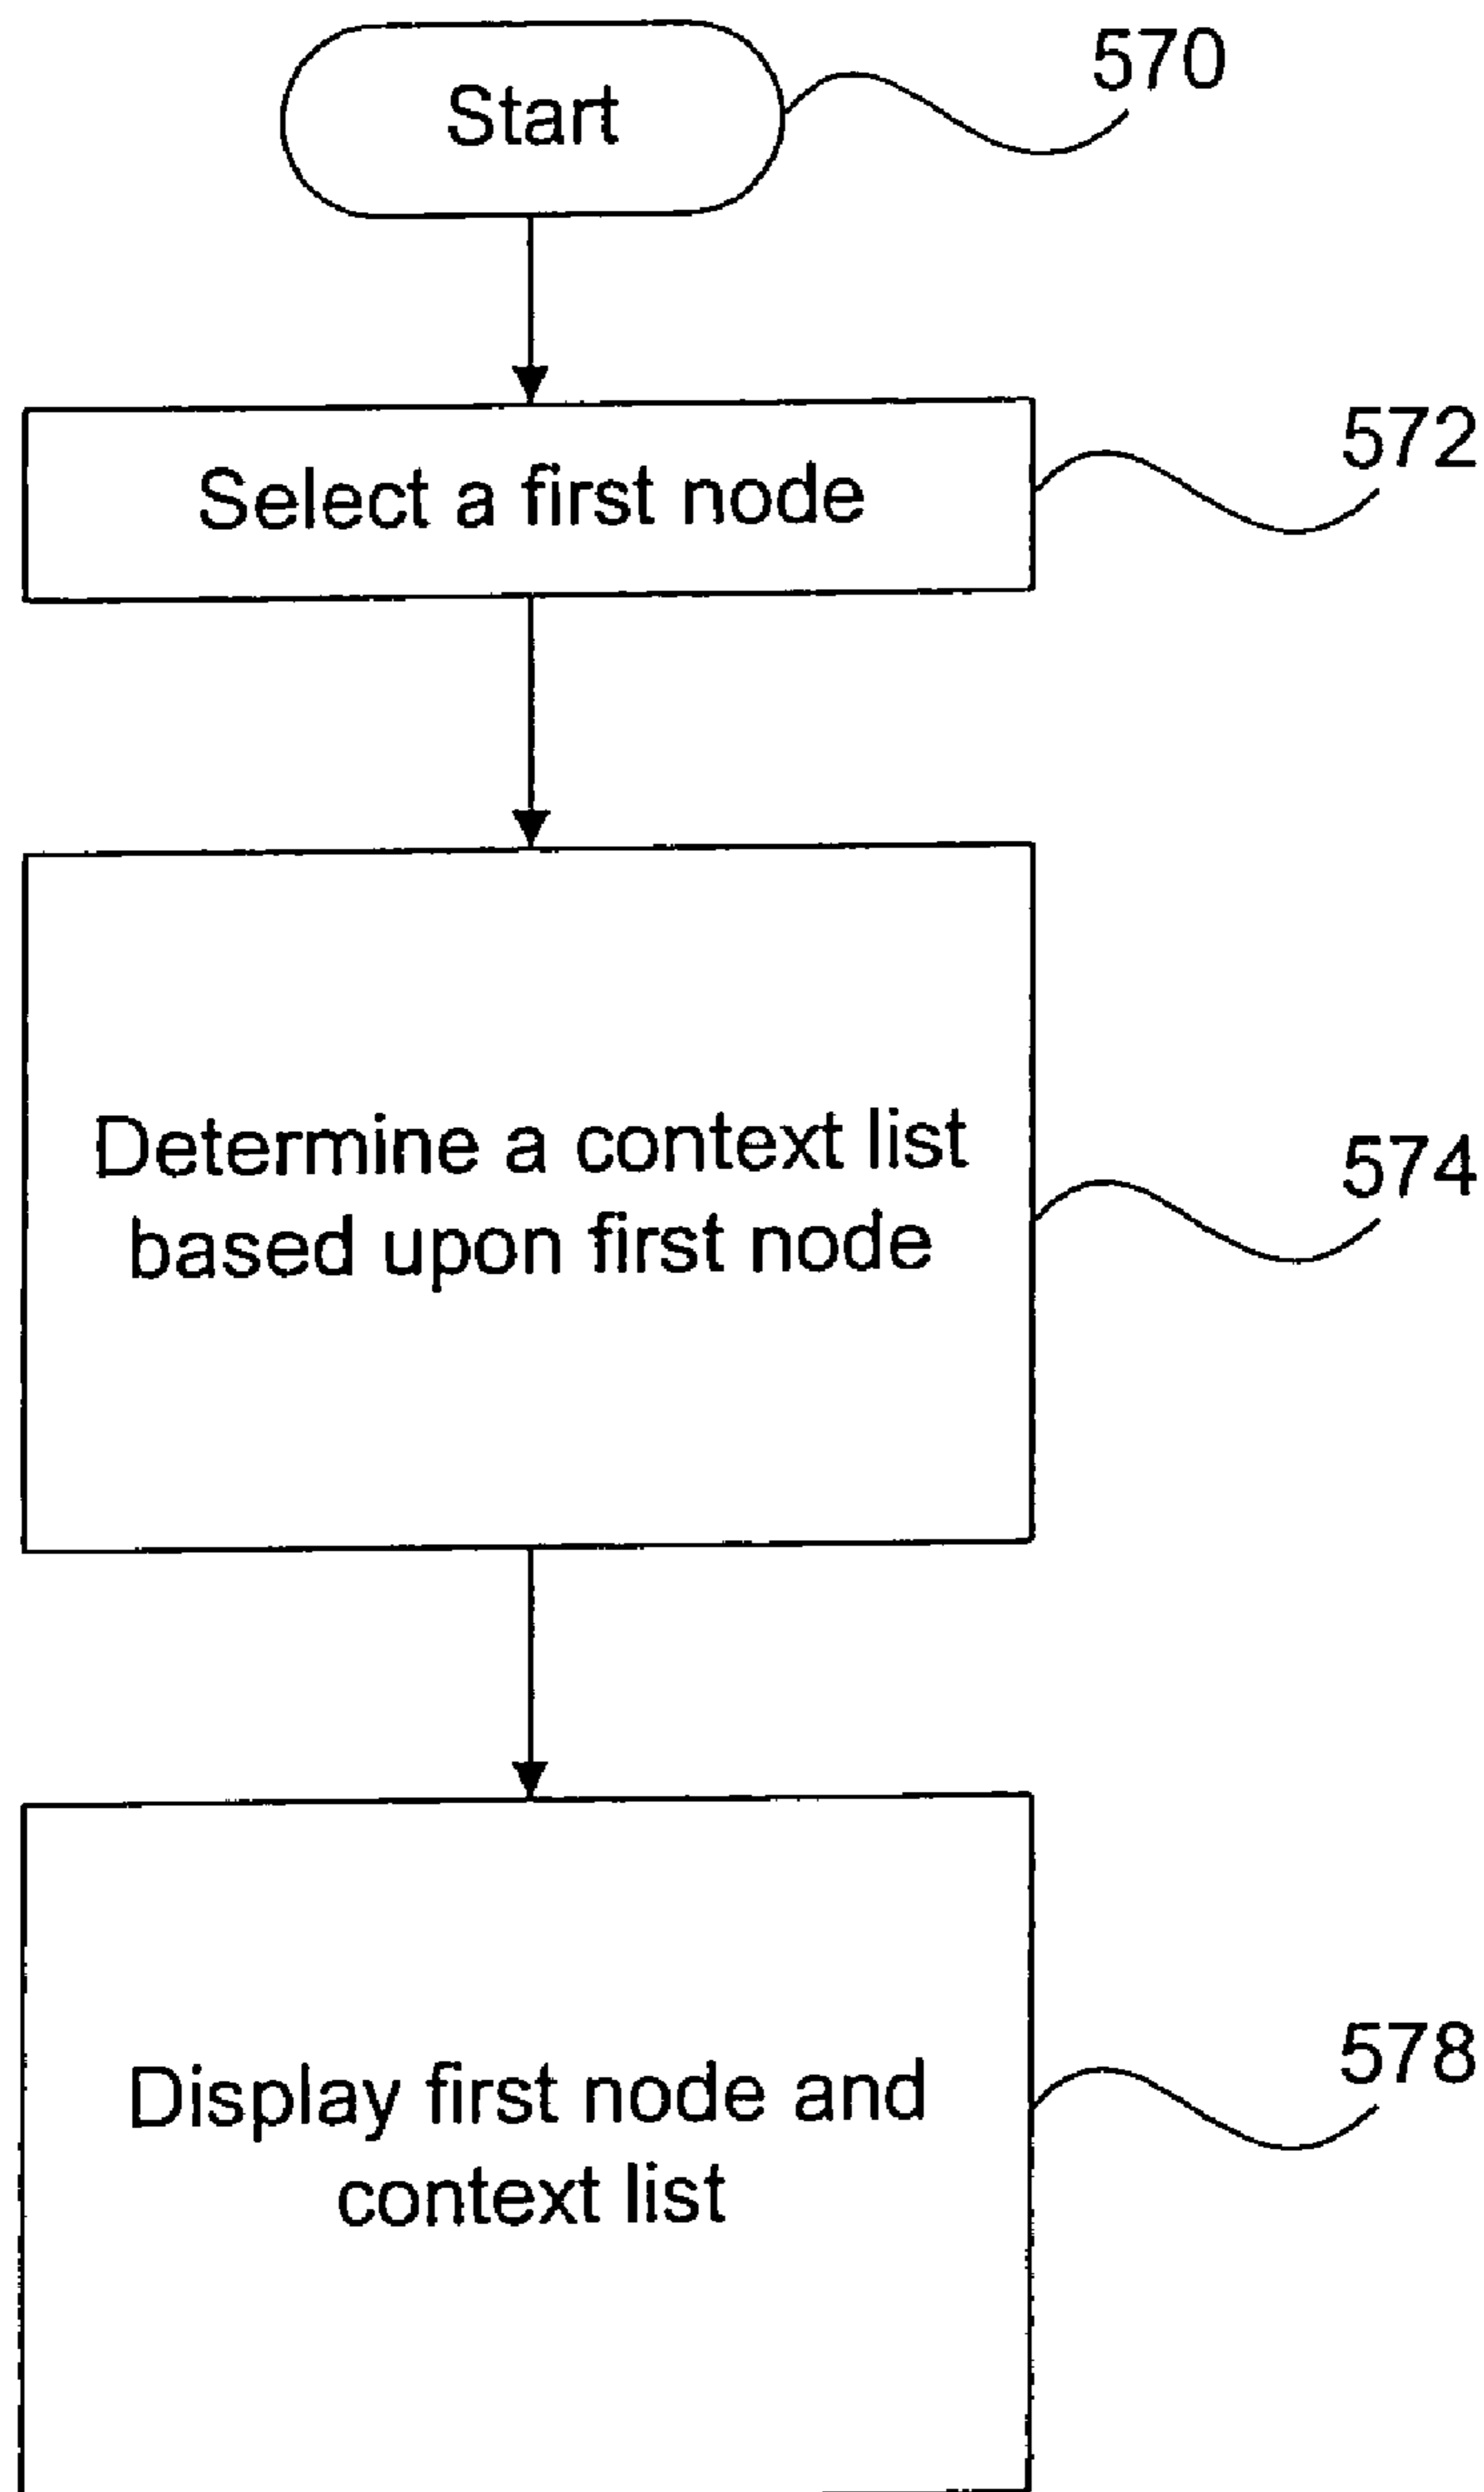 Start
570
Select a first node
572
Determine a context list
based upon first node
574
Display first node and
context list
578